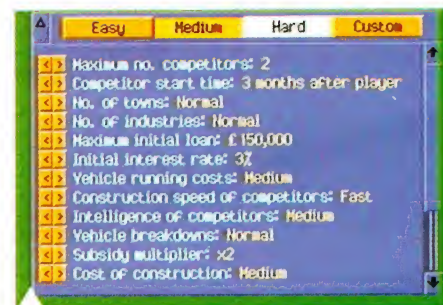 Easy Medium Hard Custom
Maximum no. competitors: 2
Competitor start time: 3 months after player
No. of towns: Normal
No. of industries: Normal
Maximum initial loan: £150,000
Initial interest rate: 3%
Vehicle running costs: Medium
Construction speed of competitors: Fast
Intelligence of competitors: Medium
Vehicle breakdowns: Normal
Subsidy multiplier: x2
Cost of construction: Medium